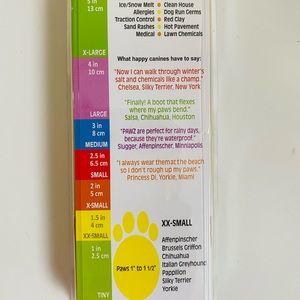 5 in
13 cm
X-LARGE
4 in
10 cm
LARGE
3 in
8 cm
MEDIUM
2.5 in
6.5 cm
SMALL
2 in
5 cm
X-SMALL
1.5 in
4 cm
XX-SMALL
1 in
2.5 cm
TINY
Ice/Snow Melt • Clean House
Allergies • Dog Run Germs
Traction Control • Red Clay
Sand Rashes • Hot Pavement
Medical • Lawn Chemicals
What happy canines have to say:
"Now I can walk through winter's
salt and chemicals like a champ."
Chelsea, Silky Terrier, New York
"Finally! A boot that flexes
where my paws bend."
Salsa, Chihuahua, Houston
"PAWZ are perfect for rainy days,
because they're waterproof."
Slugger, Affenpinscher, Minniapolis
"I always wear them at the beach
so I don't rough up my paws."
Princess Di, Yorkie, Miami
Paws 1" to 1 1/2"
XX-SMALL
Affenpinscher
Brussels Griffon
Chihuahua
Italian Greyhound
Papillion
Silky Terrier
Yorkie